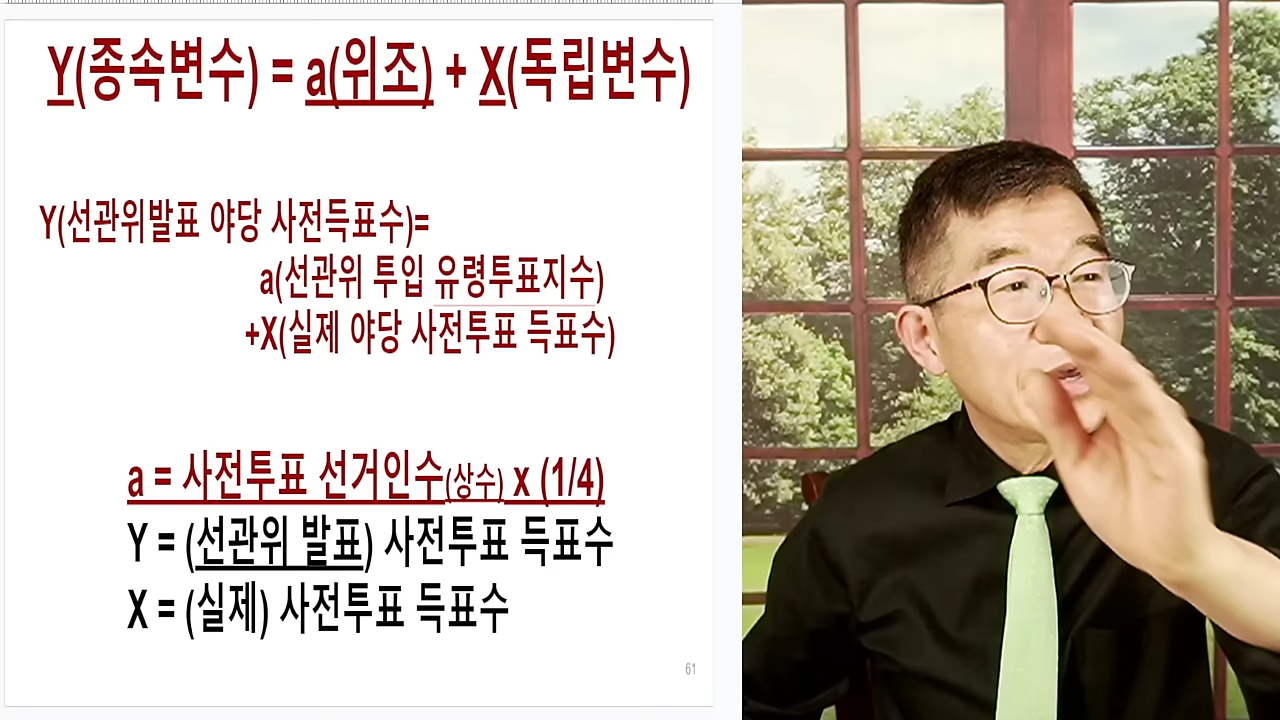 Y(종속변수) = a(위조) + X(독립변수)
Y(선관위발표 야당 사전득표수)=
a(선관위 투입 유령투표지수)
+X(실제 야당 사전투표 득표수)
a = 사전투표 선거인수(상수) x (1/4)
Y = (선관위 발표) 사전투표 득표수
X = (실제) 사전투표 득표수
61